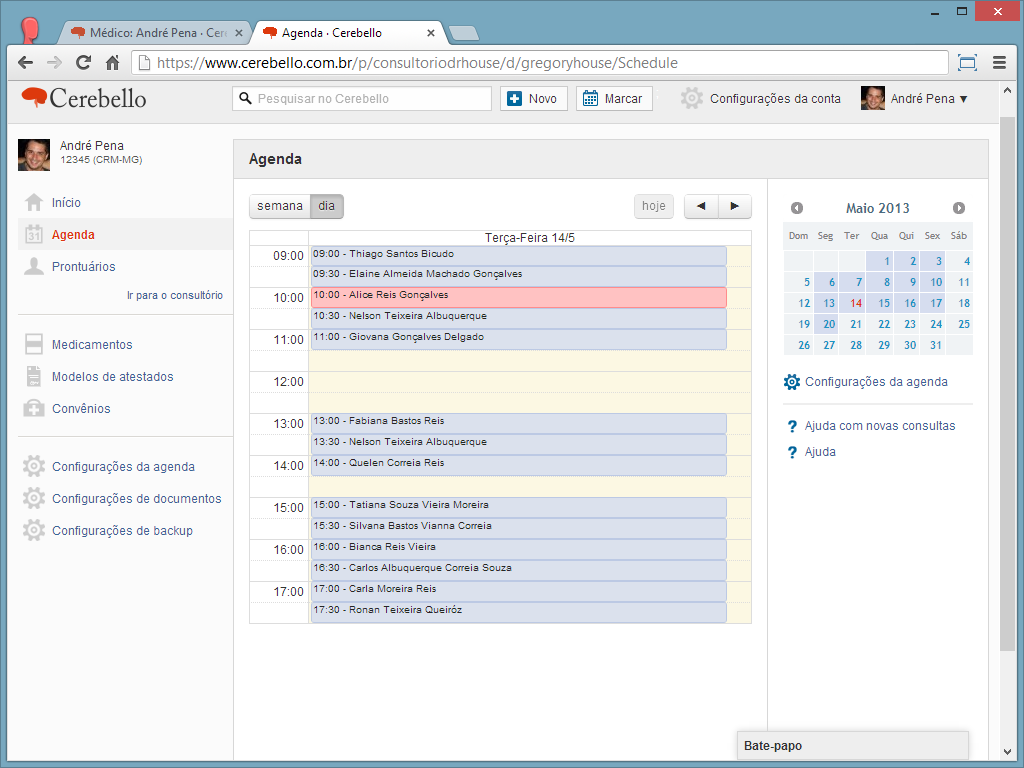 Médico: André Pena · Cere
Agenda · Cerebello
https://www.cerebello.com.br/p/consultoriodrhouse/d/gregoryhouse/Schedule
Cerebello
Pesquisar no Cerebello
Novo
Marcar
Configurações da conta
André Pena ▼
André Pena
12345 (CRM-MG)
Início
31 Agenda
Prontuários
Ir para o consultório
Medicamentos
Modelos de atestados
Convênios
Configurações da agenda
Configurações de documentos
Configurações de backup
Agenda
semana dia
hoje ◄ ►
Terça-Feira 14/5
09:00 09:00 - Thiago Santos Bicudo
09:30 - Elaine Almeida Machado Gonçalves
10:00 10:00 - Alice Reis Gonçalves
10:30 - Nelson Teixeira Albuquerque
11:00 11:00 - Giovana Gonçalves Delgado
12:00
13:00 13:00 - Fabiana Bastos Reis
13:30 - Nelson Teixeira Albuquerque
14:00 14:00 - Quelen Correia Reis
15:00 15:00 - Tatiana Souza Vieira Moreira
15:30 - Silvana Bastos Vianna Correia
16:00 16:00 - Bianca Reis Vieira
16:30 - Carlos Albuquerque Correia Souza
17:00 17:00 - Carla Moreira Reis
17:30 - Ronan Teixeira Queiróz
Maio 2013
Dom Seg Ter Qua Qui Sex Sáb
1 2 3 4
5 6 7 8 9 10 11
12 13 14 15 16 17 18
19 20 21 22 23 24 25
26 27 28 29 30 31
Configurações da agenda
? Ajuda com novas consultas
? Ajuda
Bate-papo